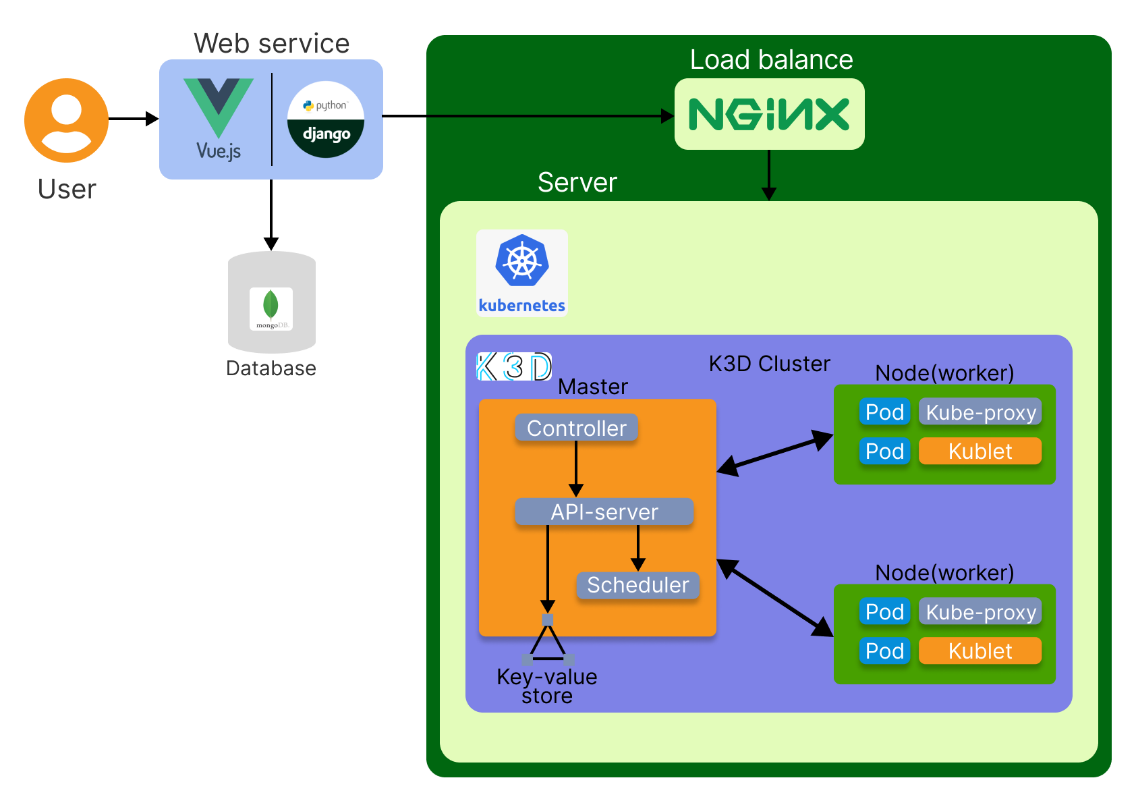 Web service
Vue.js
python
django
User
mongoDB.
Database
Load balance
NGiNX
Server
kubernetes
K3D
K3D Cluster
Master
Controller
API-server
Scheduler
Key-value
store
Node(worker)
Pod
Kube-proxy
Pod
Kublet
Node(worker)
Pod
Kube-proxy
Pod
Kublet